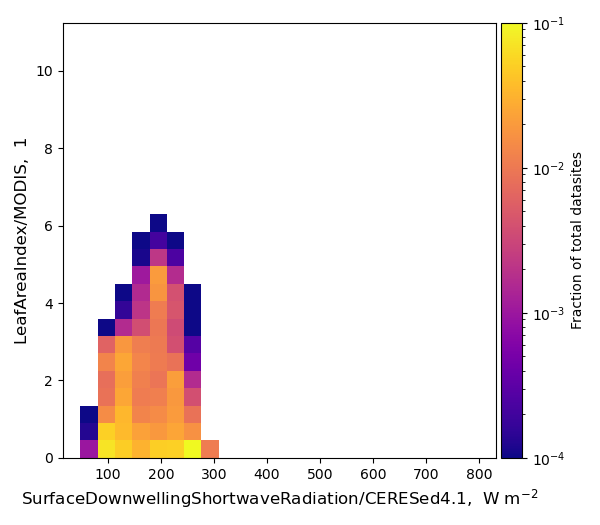 10
8
6
4
2
0
100 200 300 400 500 600 700 800
LeafAreaIndex/MODIS, 1
SurfaceDownwellingShortwaveRadiation/CERESed4.1, W m⁻²
10⁻¹
10⁻²
10⁻³
10⁻⁴
Fraction of total datasites